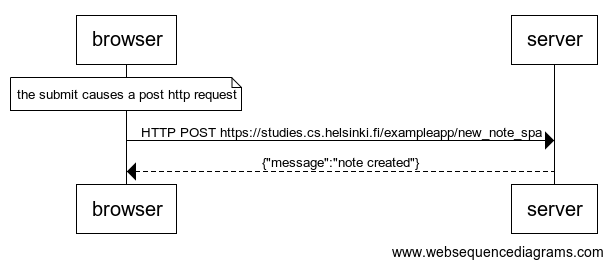 browser
server
the submit causes a post http request
HTTP POST https://studies.cs.helsinki.fi/exampleapp/new_note_spa
{"message":"note created"}
browser
server
www.websequencediagrams.com